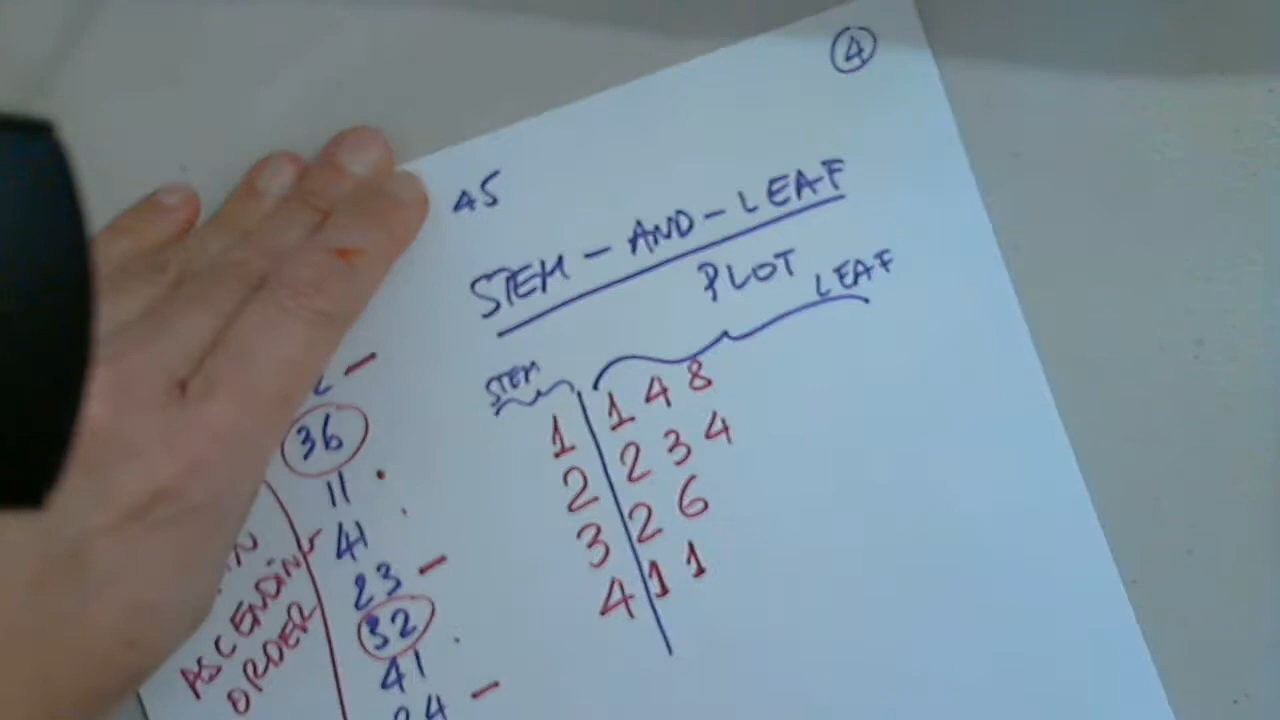 4
45
STEM-AND-LEAF
PLOT
STEM LEAF
1 1 4 8
2 2 3 4
3 2 6
4 1 1
36
11
41
23
32
41
24
ASCENDING
ORDER